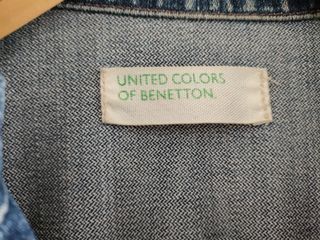 UNITED COLORS
OF BENETTON.